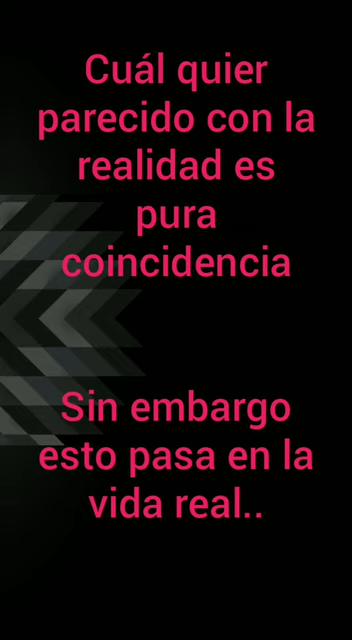 Cuál quier
parecido con la
realidad es
pura
coincidencia
Sin embargo
esto pasa en la
vida real..